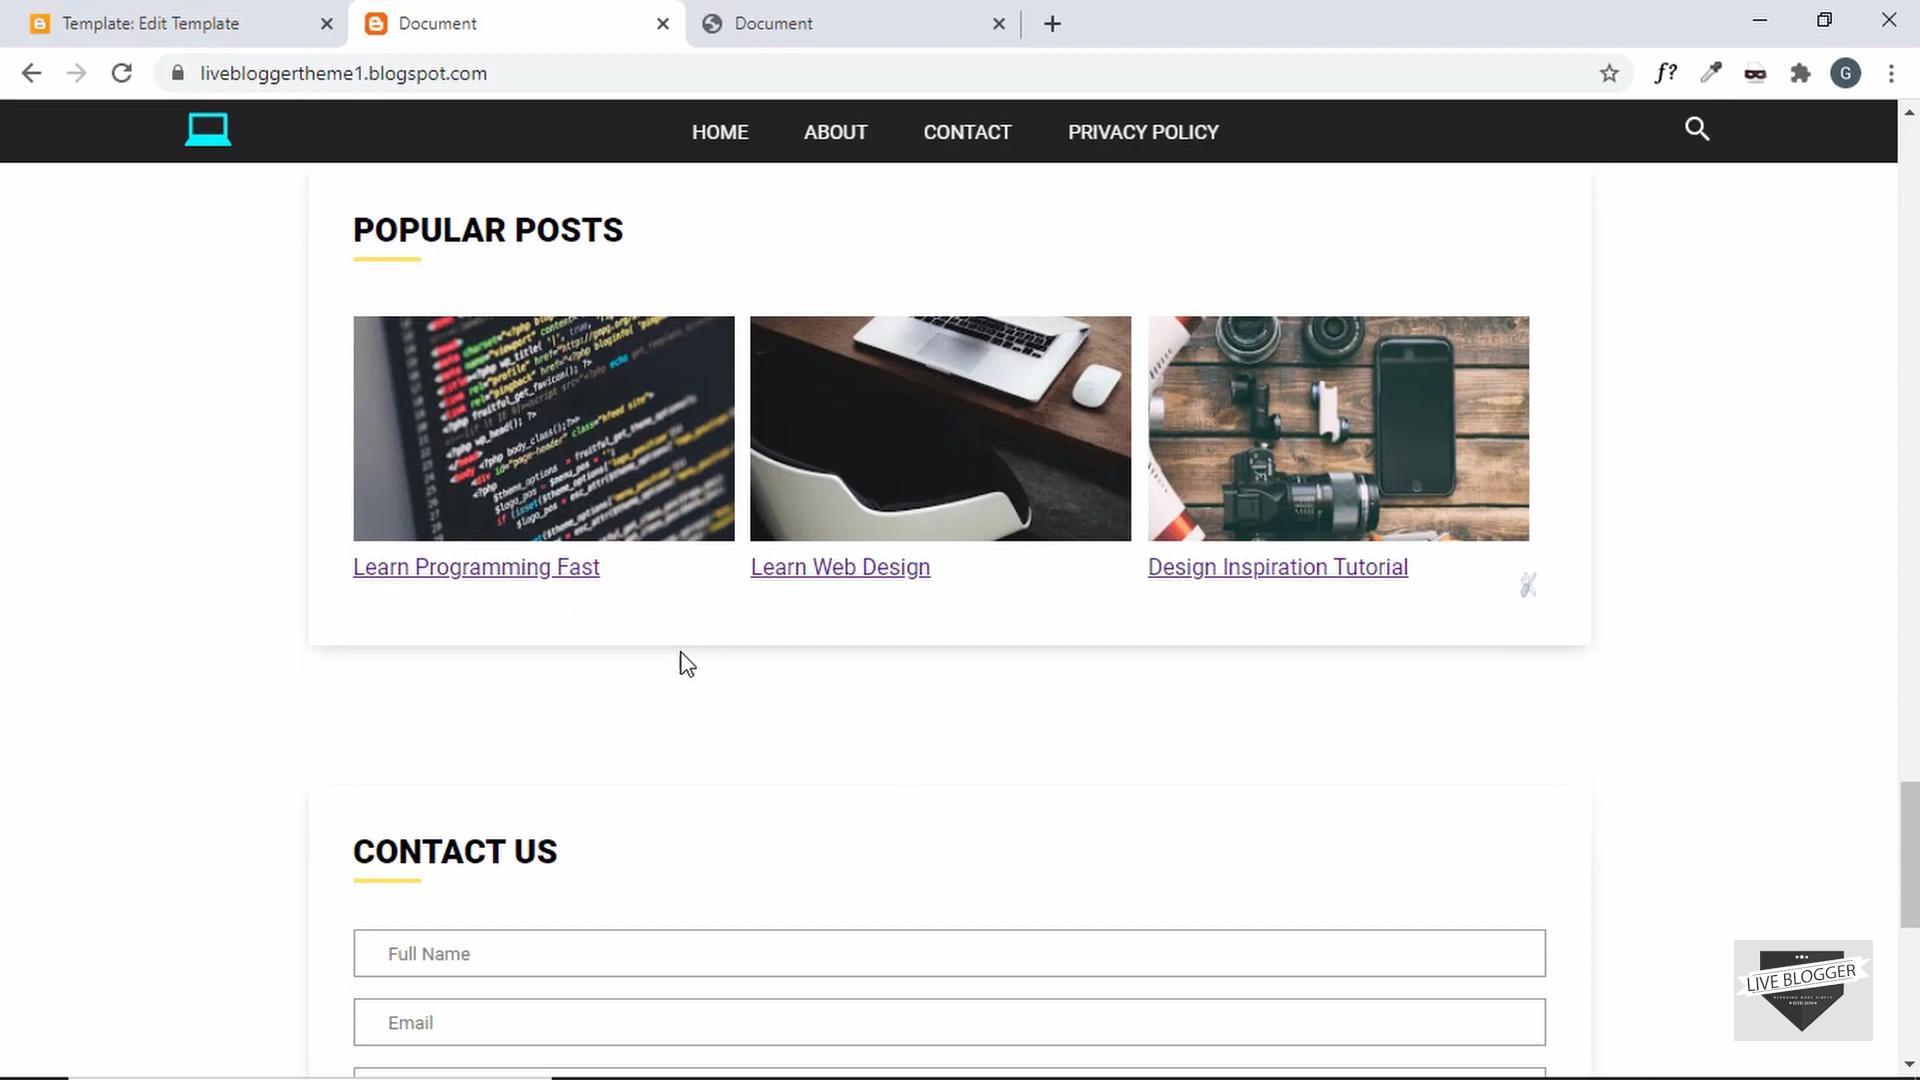 Template: Edit Template
Document
Document
livebloggertheme1.blogspot.com
f?
G
HOME
ABOUT
CONTACT
PRIVACY POLICY
POPULAR POSTS
Learn Programming Fast
Learn Web Design
Design Inspiration Tutorial
CONTACT US
Full Name
Email
LIVE BLOGGER